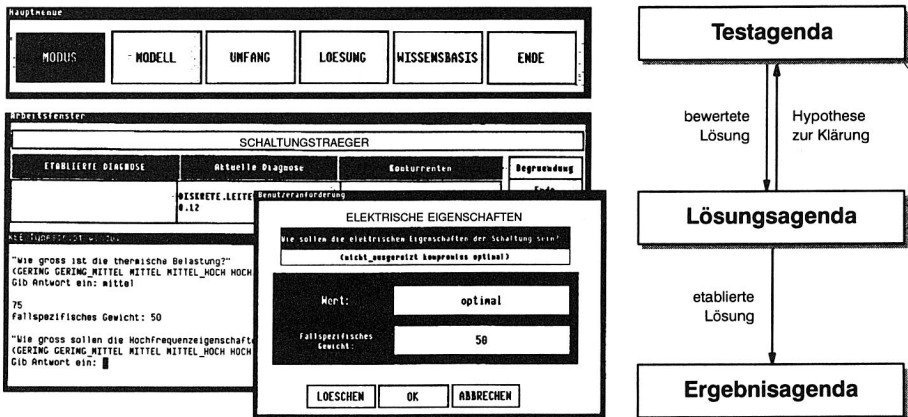 Hauptmenue
MODUS
MODELL
UMFANG
LOESUNG
WISSENSBASIS
ENDE
Arbeitsfenster
SCHALTUNGSTRAEGER
ETABLIERTE DIAGNOSE
Aktuelle Diagnose
Konkurrenten
Begruendung
Ende
DISKRETE.LEITE
0.12
KEE Typescript Window
"Wie gross ist die thermische Belastung?"
(GERING GERING_MITTEL MITTEL MITTEL_HOCH HOCH
Gib Antwort ein: mittel
75
Fallspezifisches Gewicht: 50
"Wie gross sollen die Hochfrequenzeigenschafte
(GERING GERING_MITTEL MITTEL MITTEL_HOCH HOCH
Gib Antwort ein:
Benutzeranforderung
ELEKTRISCHE EIGENSCHAFTEN
Wie sollen die elektrischen Eigenschaften der Schaltung sein?
(nicht_ausgereizt kompromiss optimal)
Wert:
optimal
Fallspezifisches
Gewicht:
50
LOESCHEN
OK
ABBRECHEN
Testagenda
bewertete
Lösung
Hypothese
zur Klärung
Lösungsagenda
etablierte
Lösung
Ergebnisagenda